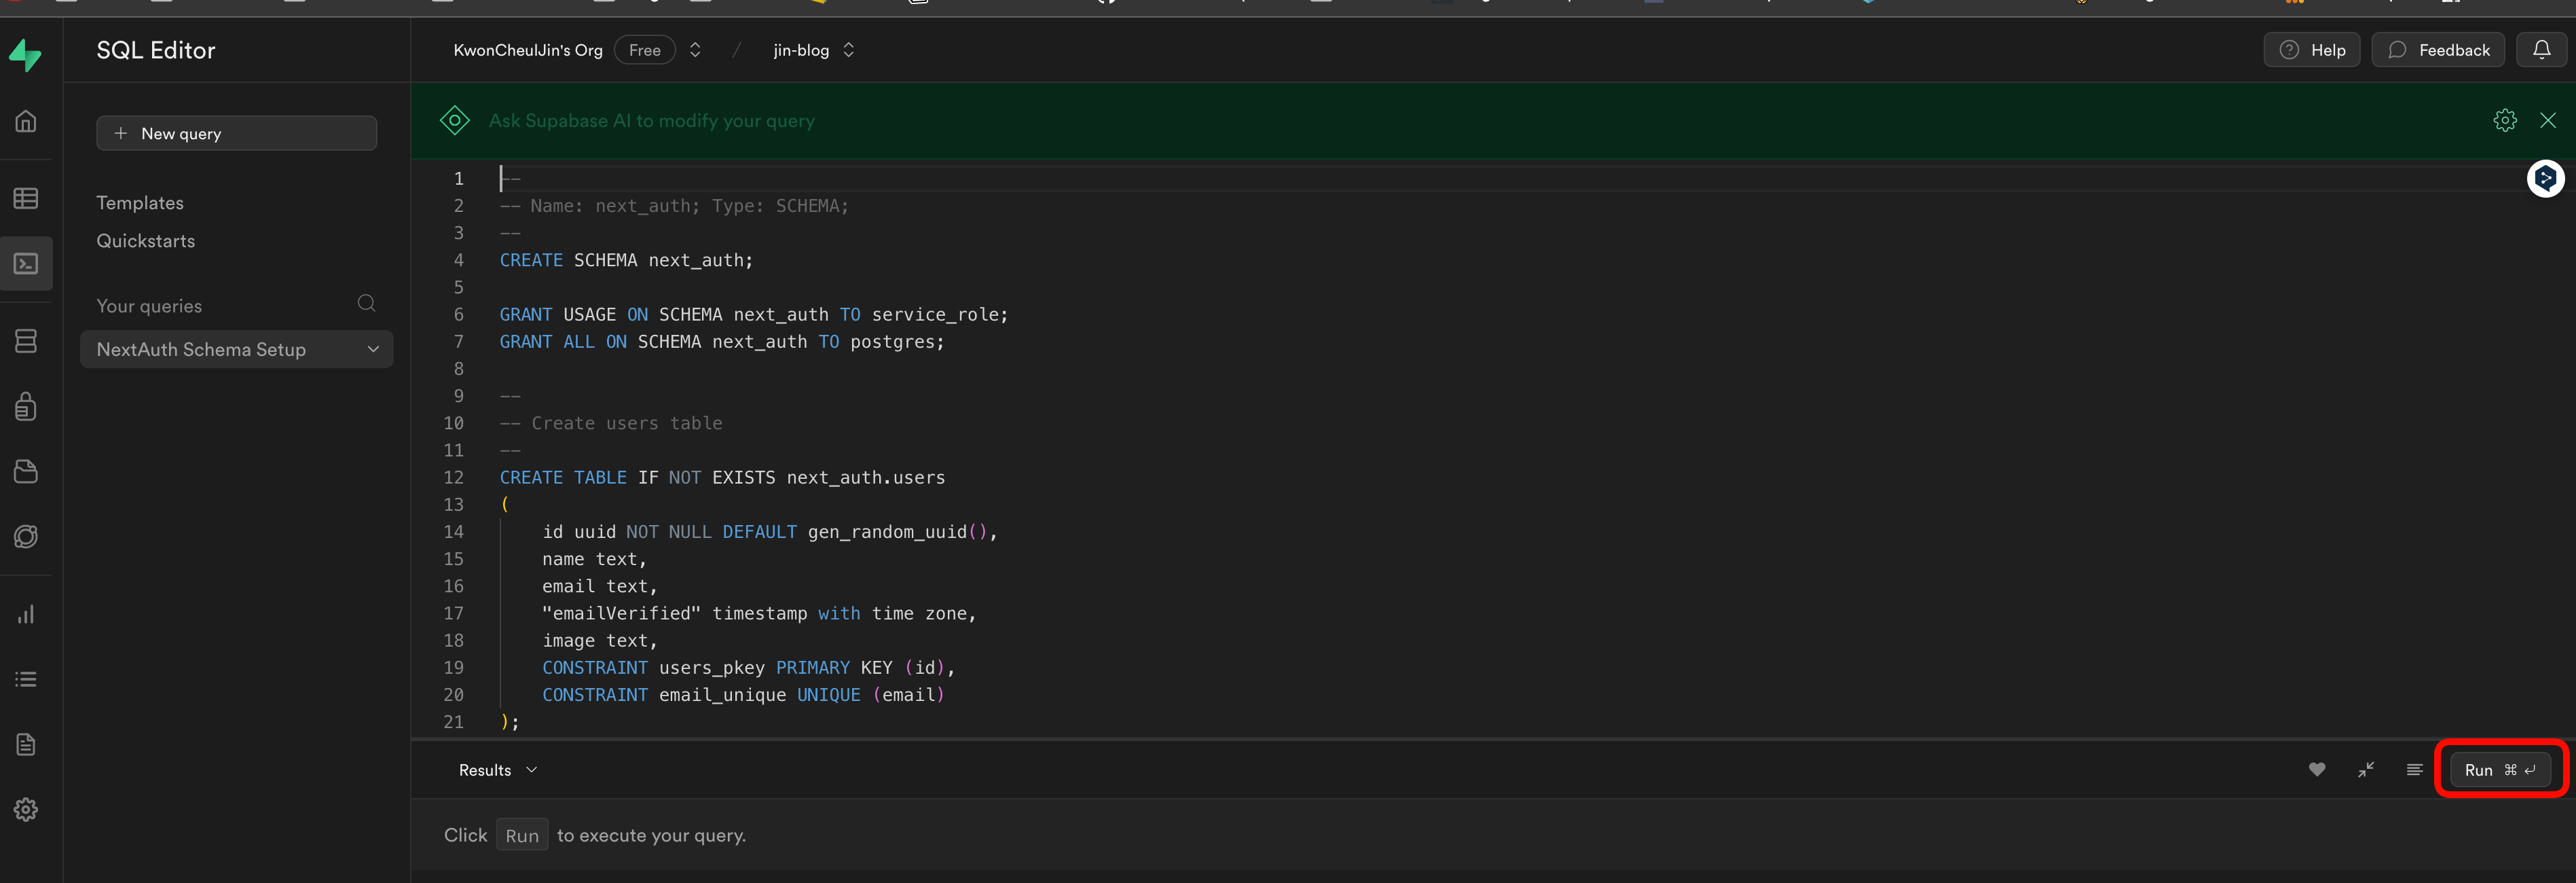 SQL Editor
KwonCheulJin's Org Free / jin-blog
Help
Feedback
+ New query
Templates
Quickstarts
Your queries
NextAuth Schema Setup
Ask Supabase AI to modify your query
1 --
2 -- Name: next_auth; Type: SCHEMA;
3 --
4 CREATE SCHEMA next_auth;
5
6 GRANT USAGE ON SCHEMA next_auth TO service_role;
7 GRANT ALL ON SCHEMA next_auth TO postgres;
8
9 --
10 -- Create users table
11 --
12 CREATE TABLE IF NOT EXISTS next_auth.users
13 (
14 id uuid NOT NULL DEFAULT gen_random_uuid(),
15 name text,
16 email text,
17 "emailVerified" timestamp with time zone,
18 image text,
19 CONSTRAINT users_pkey PRIMARY KEY (id),
20 CONSTRAINT email_unique UNIQUE (email)
21 );
Results
Run ⌘ ↵
Click Run to execute your query.